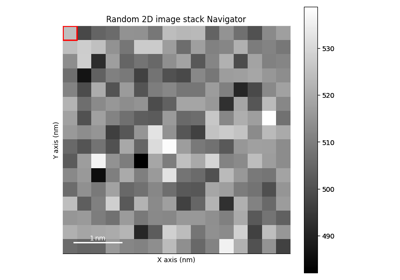 Random 2D image stack Navigator
530
520
510
500
490
Y axis (nm)
1 nm
X axis (nm)